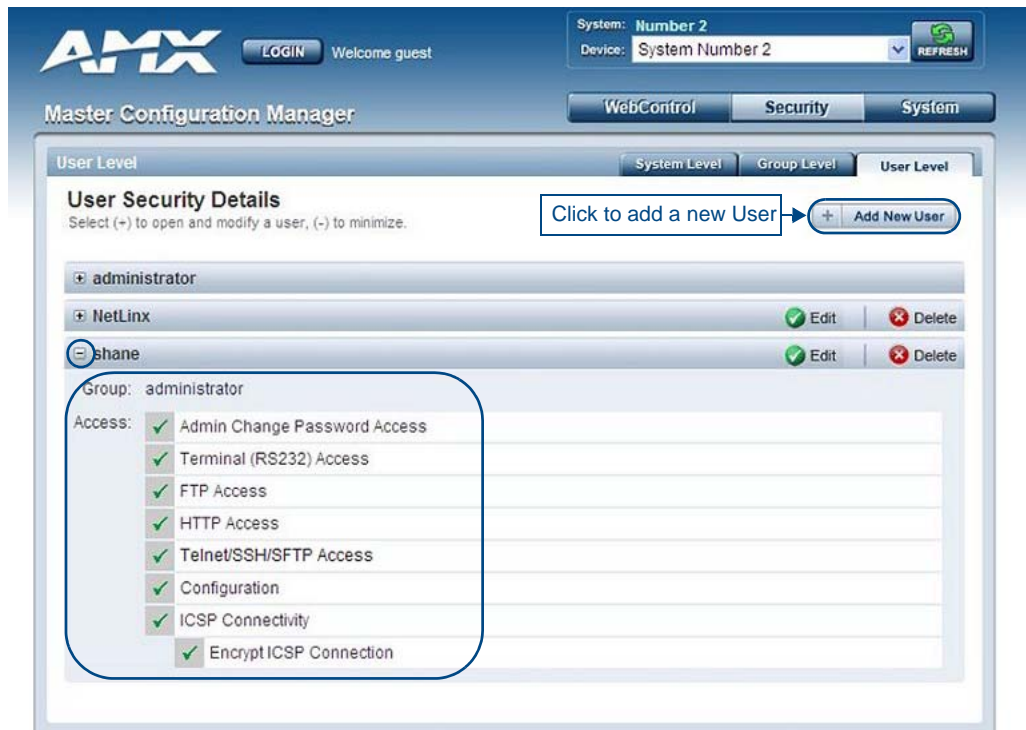 AMX LOGIN Welcome guest
System: Number 2
Device: System Number 2 REFRESH
Master Configuration Manager
WebControl Security System
User Level
System Level Group Level User Level
User Security Details
Select (+) to open and modify a user, (-) to minimize.
Click to add a new User
+ Add New User
administrator
NetLinx Edit Delete
shane Edit Delete
Group: administrator
Access: Admin Change Password Access
Terminal (RS232) Access
FTP Access
HTTP Access
Telnet/SSH/SFTP Access
Configuration
ICSP Connectivity
Encrypt ICSP Connection